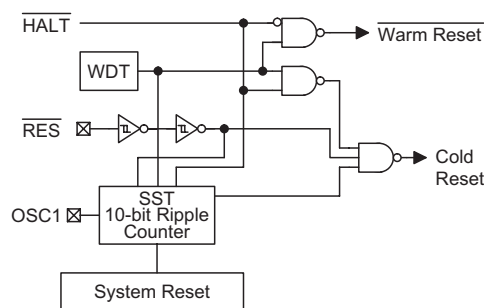 HALT
Warm Reset
WDT
RES
Cold
Reset
SST
10-bit Ripple
Counter
OSC1
System Reset